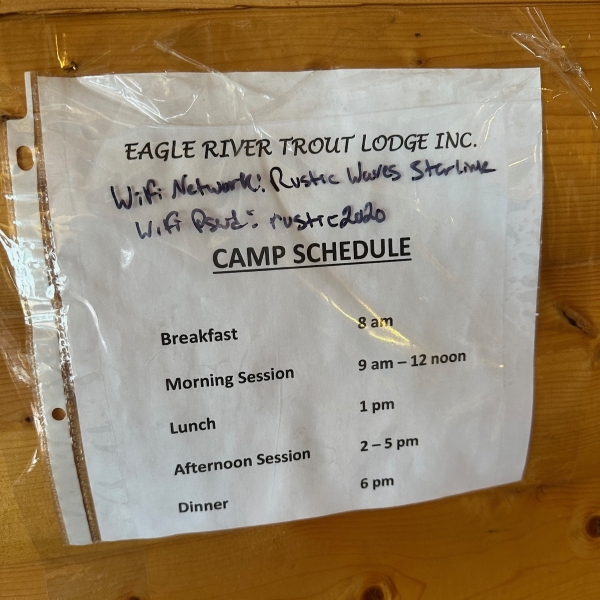 EAGLE RIVER TROUT LODGE INC.
Wifi Network: Rustic Waves Starlink
Wifi Pswd: rustic2020
CAMP SCHEDULE
Breakfast 8 am
Morning Session 9 am – 12 noon
Lunch 1 pm
Afternoon Session 2 – 5 pm
Dinner 6 pm